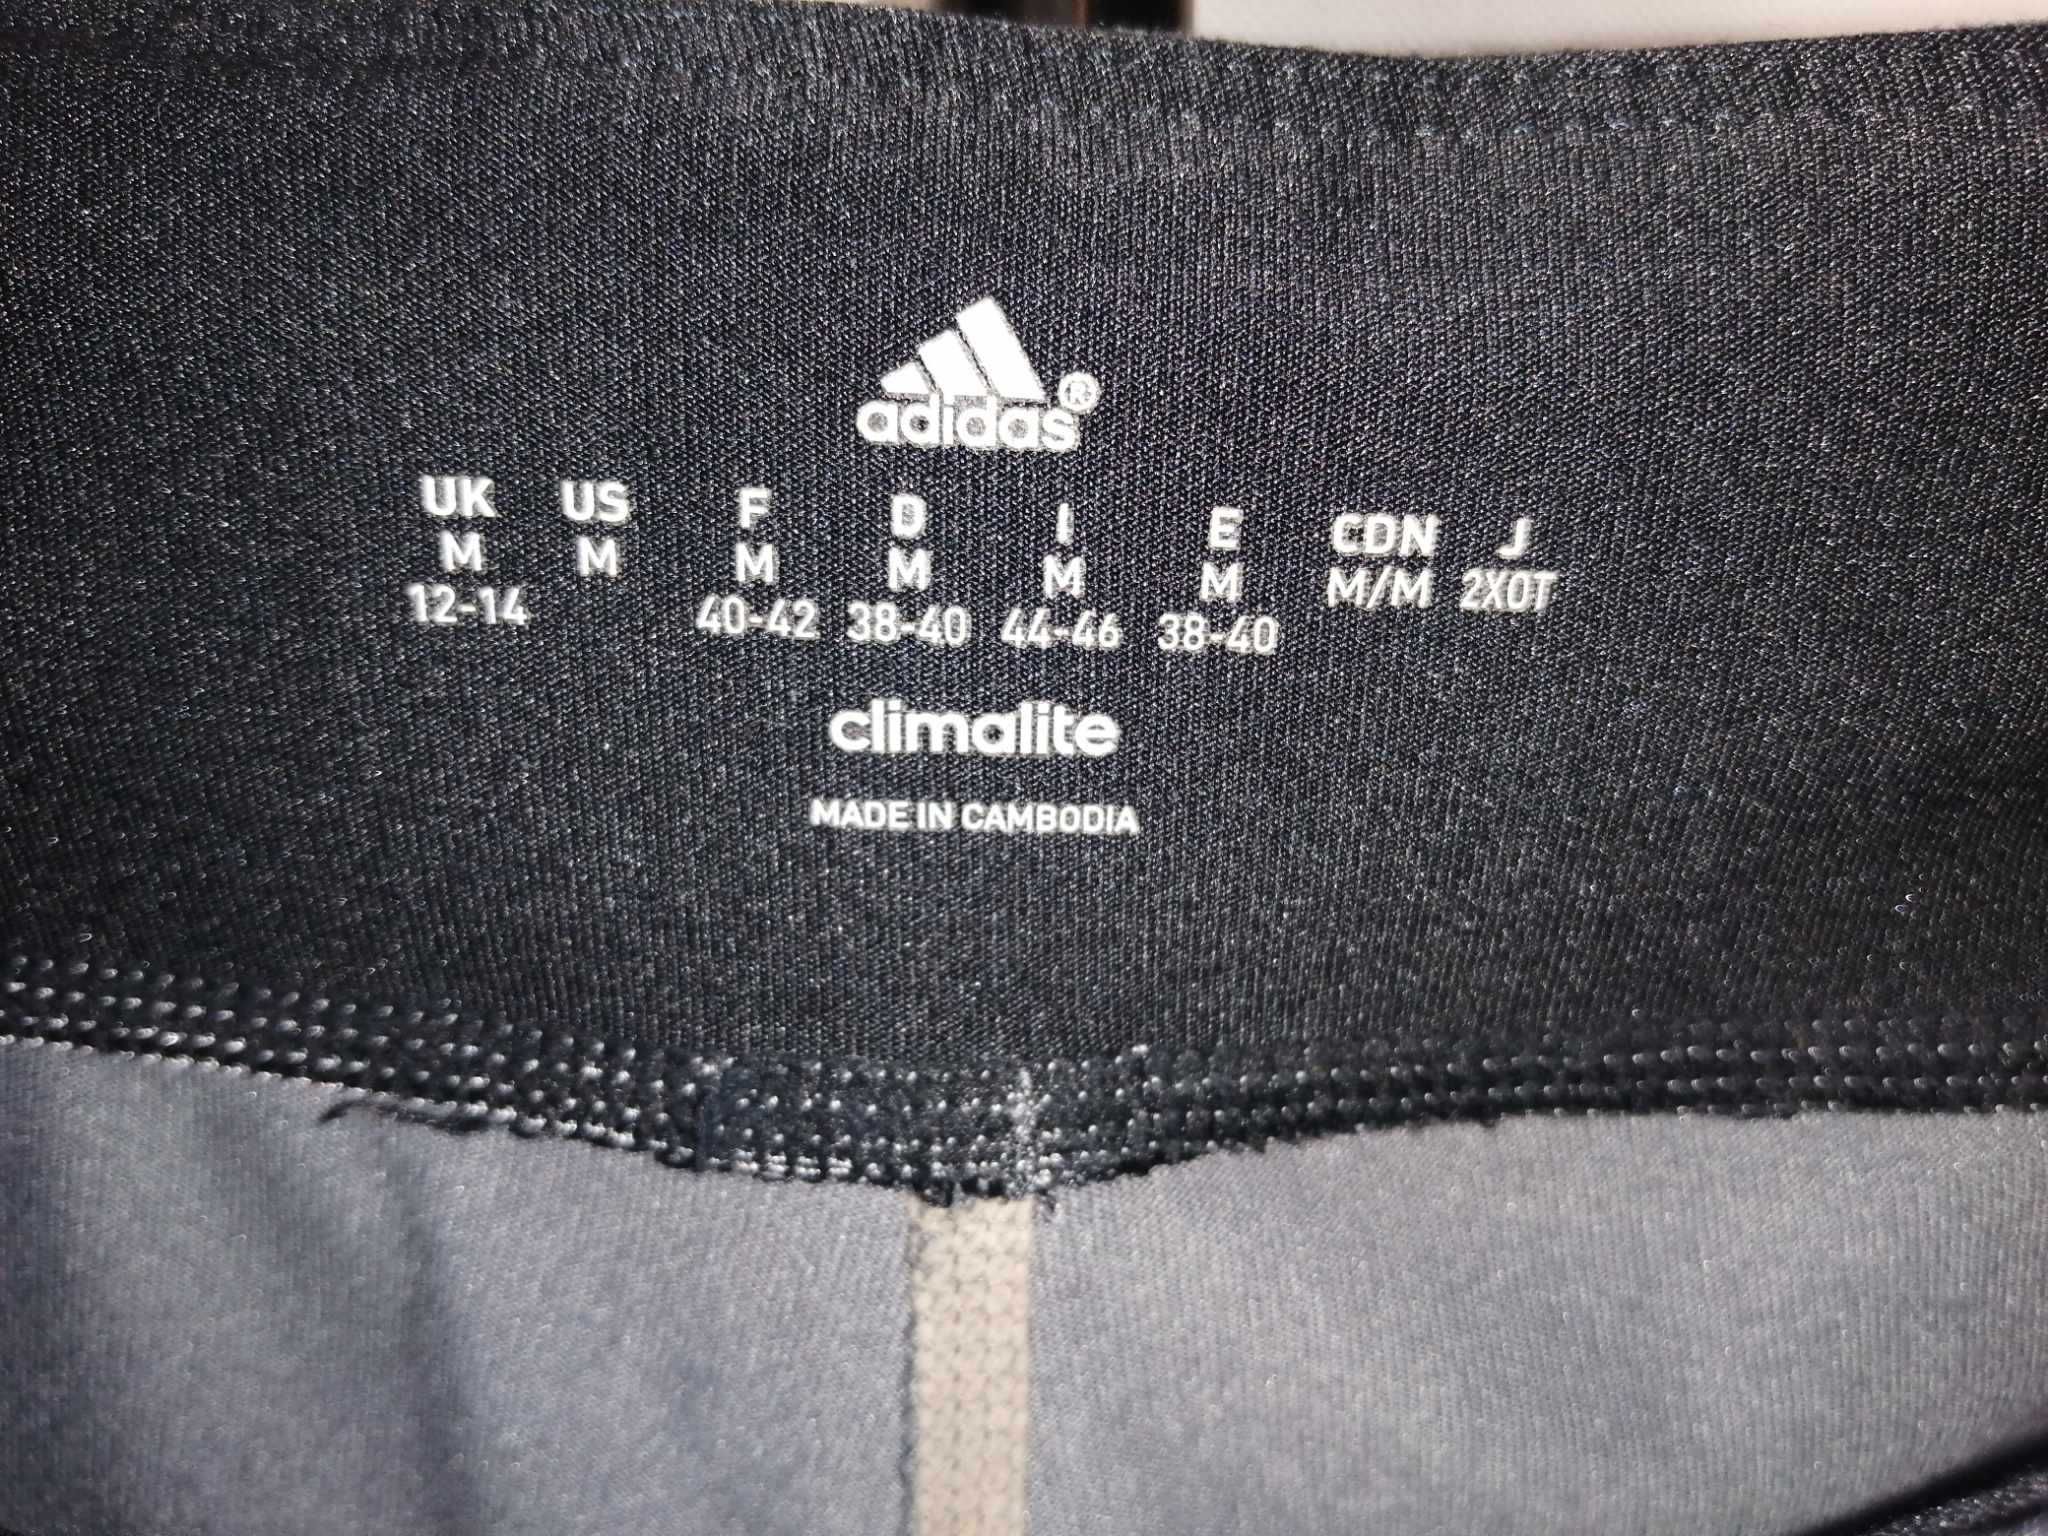 adidas®
UK US F D I E CDN J
M M M M M M M/M 2XOT
12-14 40-42 38-40 44-46 38-40
climalite
MADE IN CAMBODIA